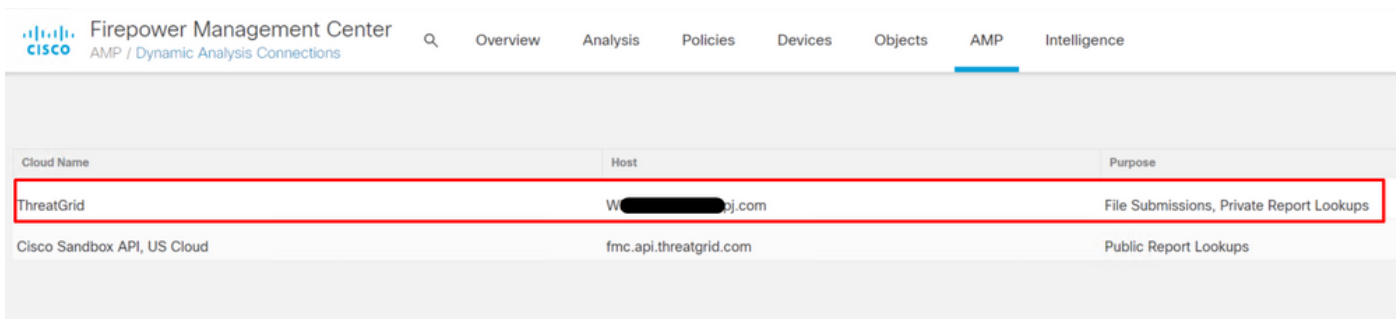 CISCO
Firepower Management Center
AMP / Dynamic Analysis Connections
Overview Analysis Policies Devices Objects AMP Intelligence
Cloud Name Host Purpose
ThreatGrid W pj.com File Submissions, Private Report Lookups
Cisco Sandbox API, US Cloud fmc.api.threatgrid.com Public Report Lookups